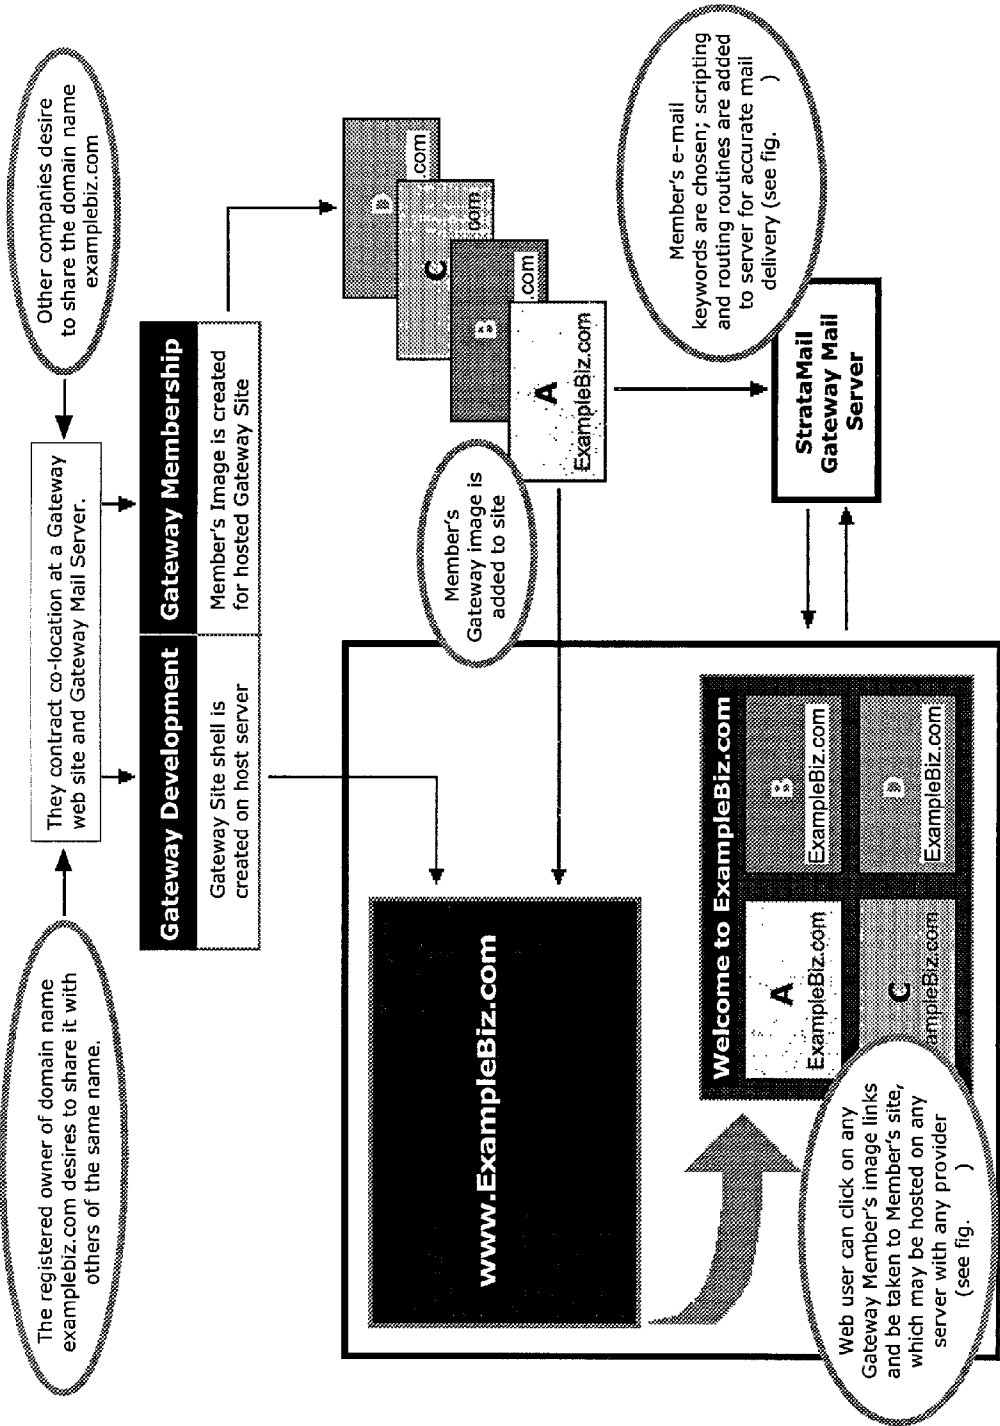 The registered owner of domain name
examplebiz.com desires to share it with
others of the same name.
They contract co-location at a Gateway
web site and Gateway Mail Server.
Other companies desire
to share the domain name
examplebiz.com
Gateway Development
Gateway Membership
Gateway Site shell is
created on host server
Member's Image is created
for hosted Gateway Site
D
.com
C
com
B
.com
A
ExampleBiz.com
Member's
Gateway image is
added to site
Member's e-mail
keywords are chosen; scripting
and routing routines are added
to server for accurate mail
delivery (see fig. )
StrataMail
Gateway Mail
Server
www.ExampleBiz.com
Welcome to ExampleBiz.com
A
ExampleBiz.com
B
ExampleBiz.com
C
ampleBiz.com
D
ExampleBiz.com
Web user can click on any
Gateway Member's image links
and be taken to Member's site,
which may be hosted on any
server with any provider
(see fig. )